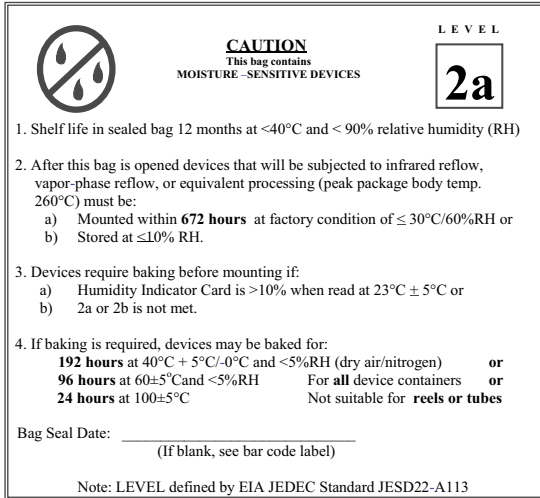 LEVEL
CAUTION
This bag contains
MOISTURE –SENSITIVE DEVICES
2a
1. Shelf life in sealed bag 12 months at <40°C and < 90% relative humidity (RH)
2. After this bag is opened devices that will be subjected to infrared reflow,
vapor-phase reflow, or equivalent processing (peak package body temp.
260°C) must be:
a) Mounted within 672 hours at factory condition of ≤ 30°C/60%RH or
b) Stored at ≤10% RH.
3. Devices require baking before mounting if:
a) Humidity Indicator Card is >10% when read at 23°C ± 5°C or
b) 2a or 2b is not met.
4. If baking is required, devices may be baked for:
192 hours at 40°C + 5°C/-0°C and <5%RH (dry air/nitrogen) or
96 hours at 60±5°Cand <5%RH For all device containers or
24 hours at 100±5°C Not suitable for reels or tubes
Bag Seal Date: ______________________________
(If blank, see bar code label)
Note: LEVEL defined by EIA JEDEC Standard JESD22-A113